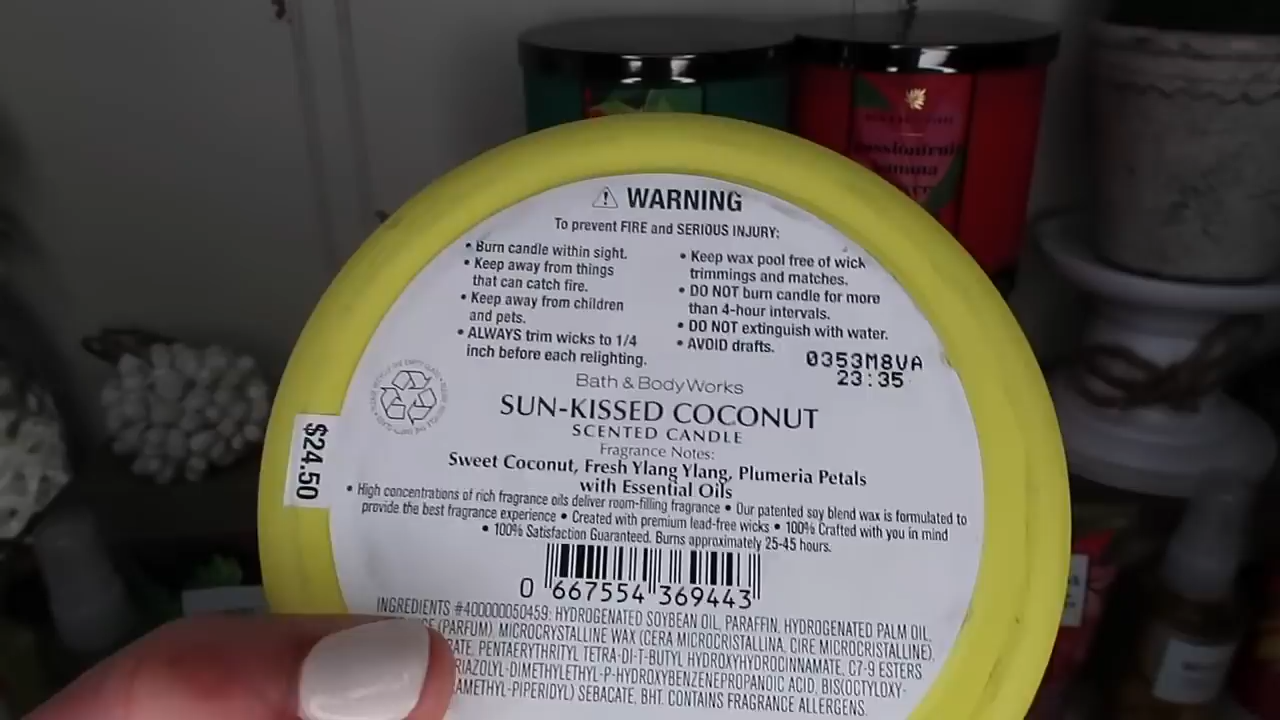 WARNING
To prevent FIRE and SERIOUS INJURY:
• Burn candle within sight.
• Keep away from things
that can catch fire.
• Keep away from children
and pets.
• ALWAYS trim wicks to 1/4
inch before each relighting.
• Keep wax pool free of wick
trimmings and matches.
• DO NOT burn candle for more
than 4-hour intervals.
• DO NOT extinguish with water.
• AVOID drafts.
0353M8VA
23:35
Bath & Body Works
SUN-KISSED COCONUT
SCENTED CANDLE
Fragrance Notes:
Sweet Coconut, Fresh Ylang Ylang, Plumeria Petals
with Essential Oils
• High concentrations of rich fragrance oils deliver room-filling fragrance • Our patented soy blend wax is formulated to
provide the best fragrance experience • Created with premium lead-free wicks • 100% Crafted with you in mind
• 100% Satisfaction Guaranteed. Burns approximately 25-45 hours.
0 667554 369443
INGREDIENTS #400000050459: HYDROGENATED SOYBEAN OIL, PARAFFIN, HYDROGENATED PALM OIL,
(PARFUM), MICROCRYSTALLINE WAX (CERA MICROCRISTALLINA, CIRE MICROCRISTALLINE),
PENTAERYTHRITYL TETRA-DI-T-BUTYL HYDROXYHYDROCINNAMATE, C7-9 ESTERS
RIAZOLYL-DIMETHYLETHYL-P-HYDROXYBENZENEPROPANOIC ACID, BIS(OCTYLOXY-
AMETHYL-PIPERIDYL) SEBACATE, BHT. CONTAINS FRAGRANCE ALLERGENS.
$24.50